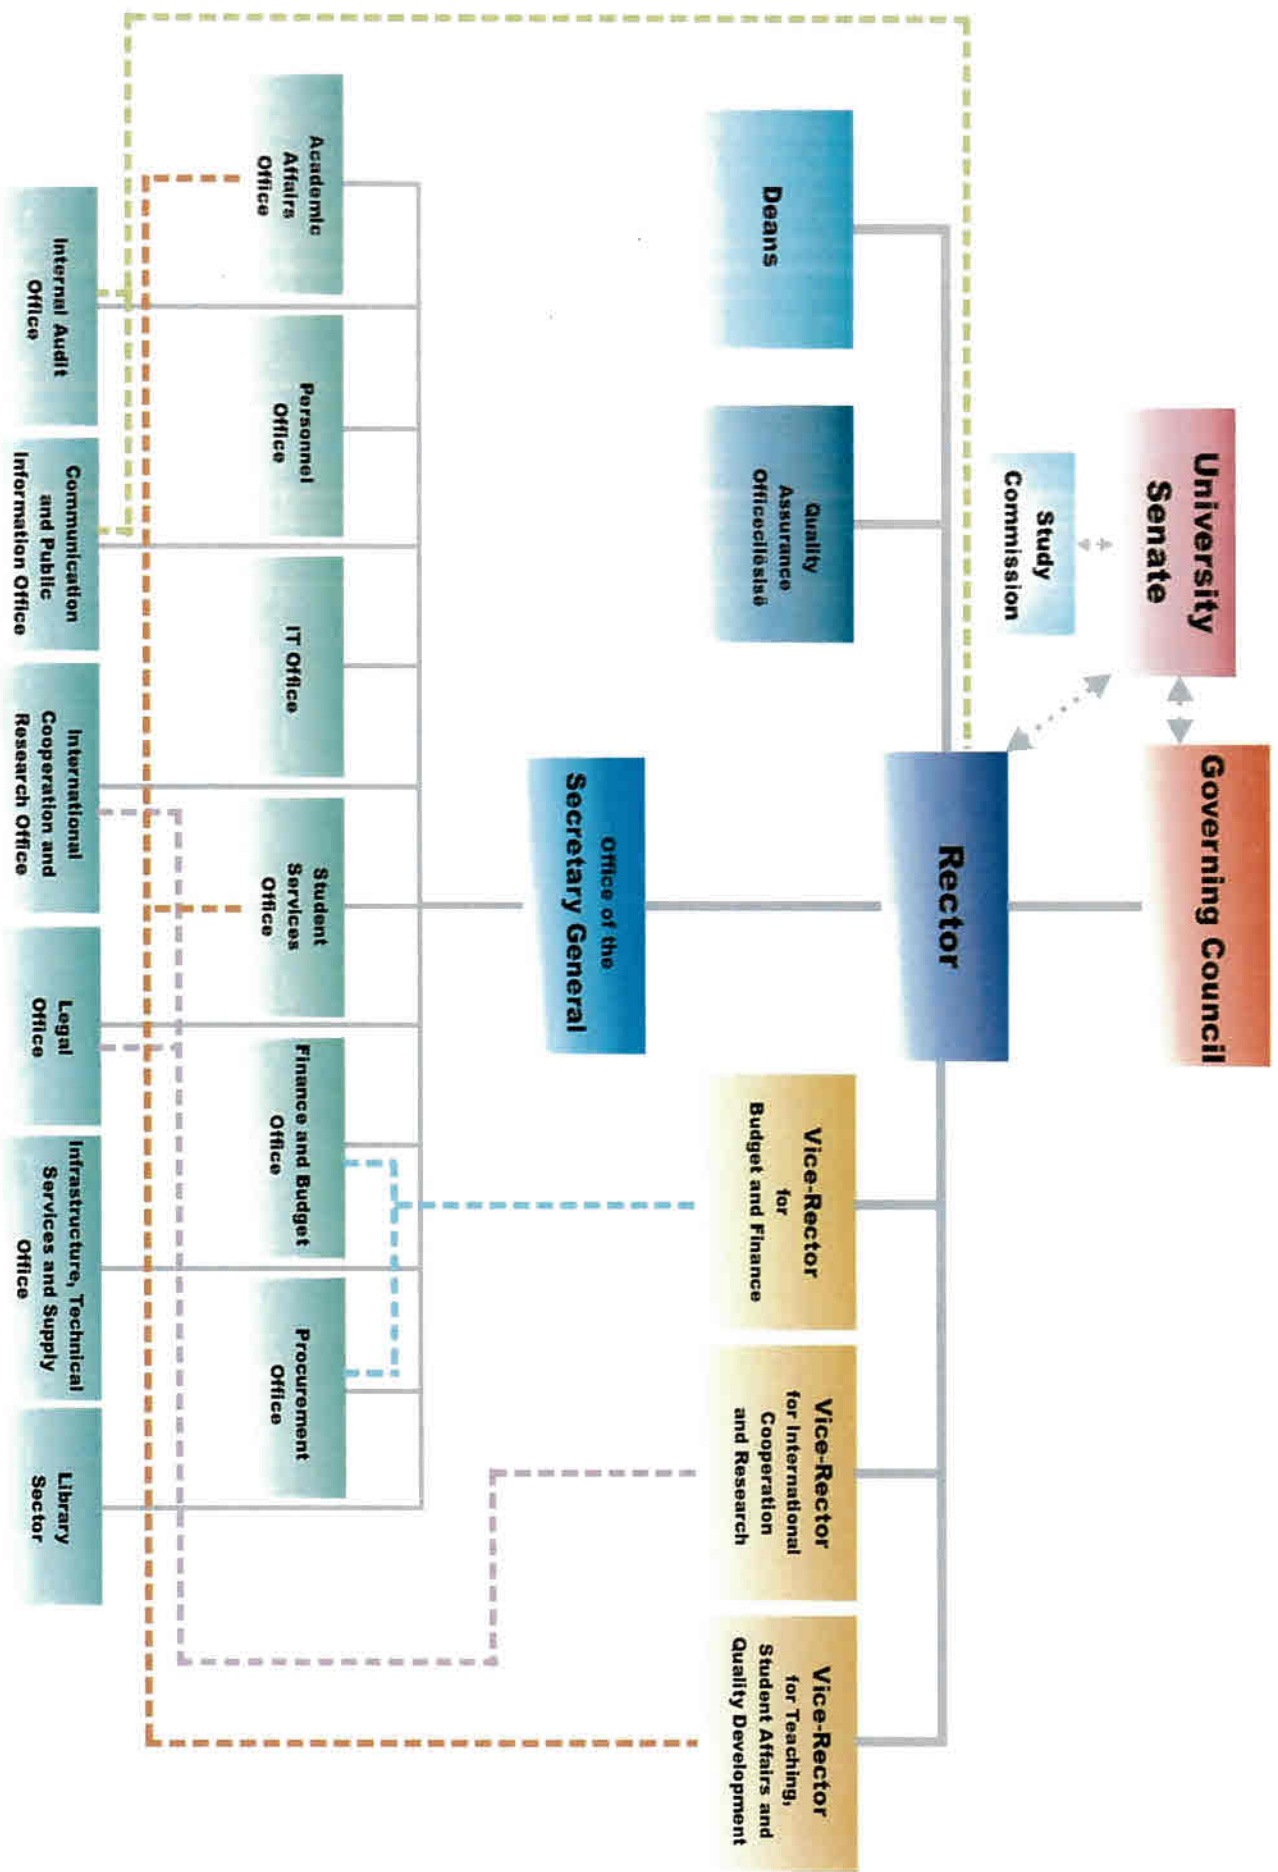 Governing Council
University
Senate
Study
Commission
Rector
Deans
Quality
Assurance
Officecilësisë
Vice-Rector
for
Budget and Finance
Vice-Rector
for International
Cooperation
and Research
Vice-Rector
for Teaching,
Student Affairs and
Quality Development
Office of the
Secretary General
Academic
Affairs
Office
Personnel
Office
IT Office
Student
Services
Office
Finance and Budget
Office
Procurement
Office
Internal Audit
Office
Communication
and Public
Information Office
International
Cooperation and
Research Office
Legal
Office
Infrastructure, Technical
Services and Supply
Office
Library
Sector